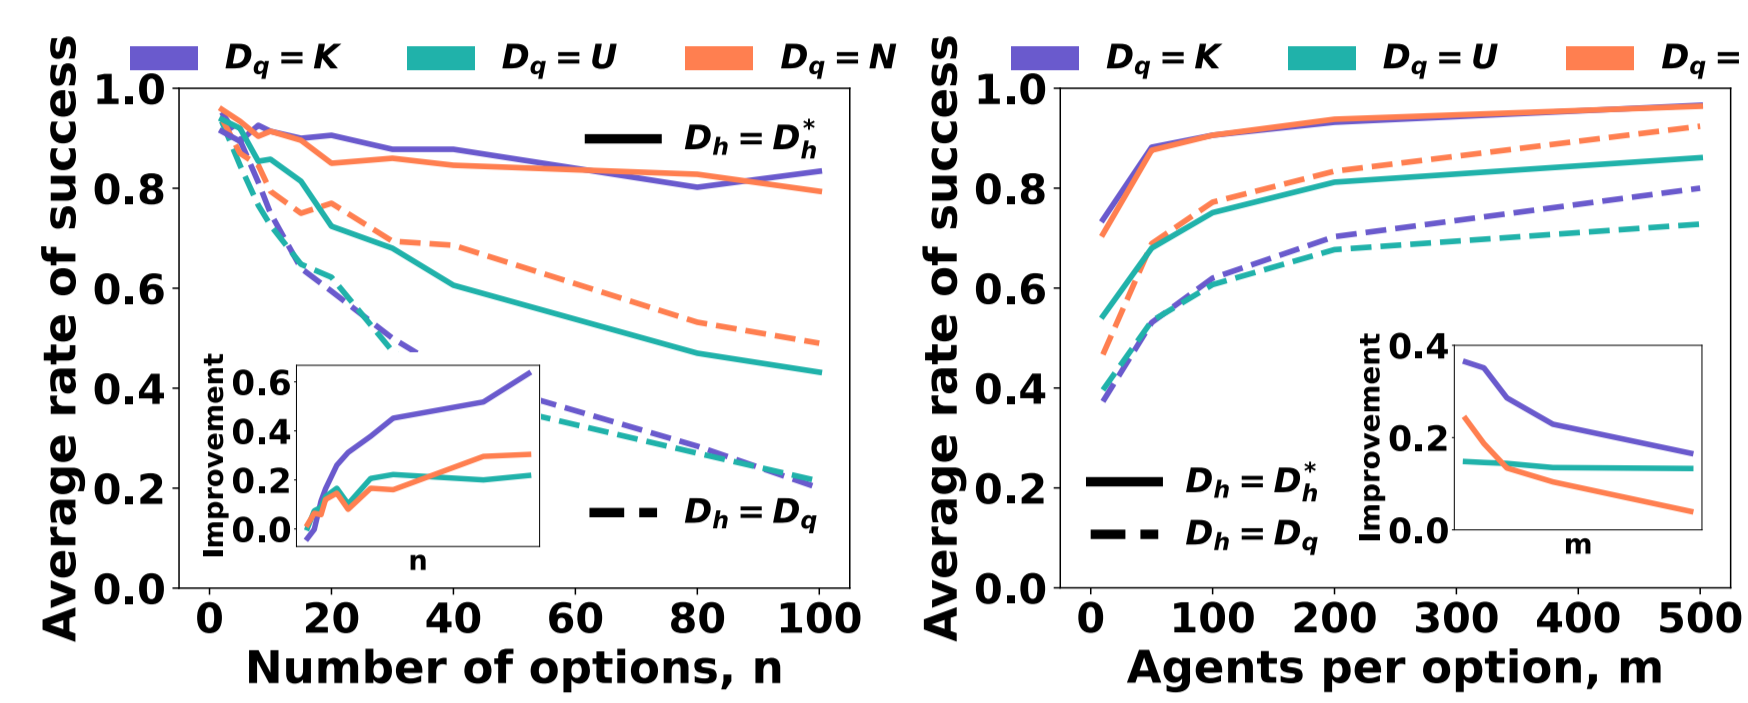 D_q = K D_q = U D_q = N
Average rate of success
1.0
0.8
0.6
0.4
0.2
0.0
D_h = D_h^*
D_h = D_q
Improvement
0.6
0.4
0.2
0.0
n
0 20 40 60 80 100
Number of options, n
D_q = K D_q = U D_q =
Average rate of success
1.0
0.8
0.6
0.4
0.2
0.0
D_h = D_h^*
D_h = D_q
Improvement
0.4
0.2
0.0
m
0 100 200 300 400 500
Agents per option, m